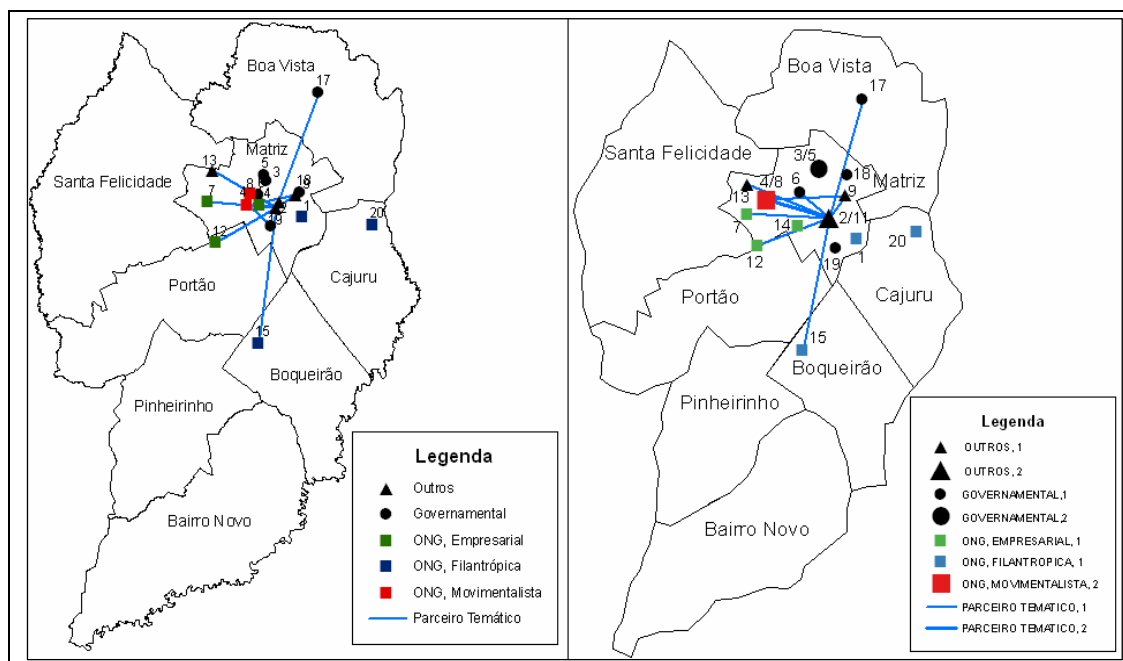 Boa Vista
17
Matriz
13
5
3
Santa Felicidade
7
8
18
4
4
2
1
20
19
12
Portão
Cajuru
15
Boqueirão
Pinheirinho
Bairro Novo
Legenda
Outros
Governamental
ONG, Empresarial
ONG, Filantrópica
ONG, Movimentalista
Parceiro Temático
Boa Vista
17
Santa Felicidade
3/5
18
Matriz
4/8
6
9
13
2/11
7
14
20
12
19
1
Portão
Cajuru
15
Boqueirão
Pinheirinho
Bairro Novo
Legenda
OUTROS, 1
OUTROS, 2
GOVERNAMENTAL,1
GOVERNAMENTAL,2
ONG, EMPRESARIAL, 1
ONG, FILANTROPICA, 1
ONG, MOVIMENTALISTA, 2
PARCEIRO TEMATICO, 1
PARCEIRO TEMATICO, 2